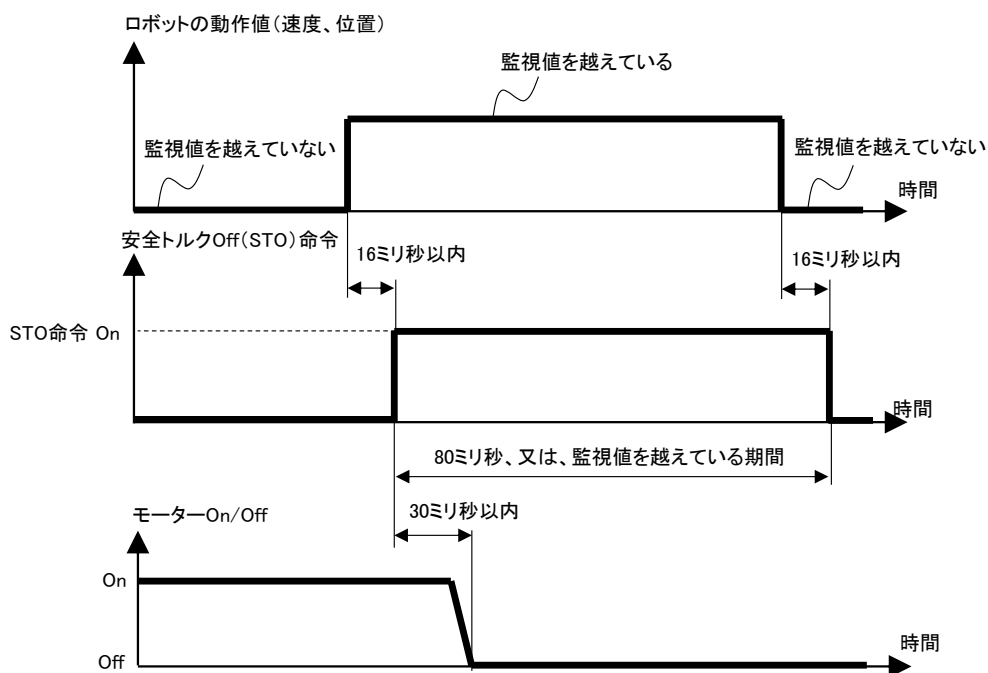 ロボットの動作値（速度、位置）
監視値を越えている
監視値を越えていない
監視値を越えていない
時間
安全トルクOff（STO）命令
16ミリ秒以内
16ミリ秒以内
STO命令 On
時間
80ミリ秒、又は、監視値を越えている期間
30ミリ秒以内
モーターOn/Off
On
時間
Off